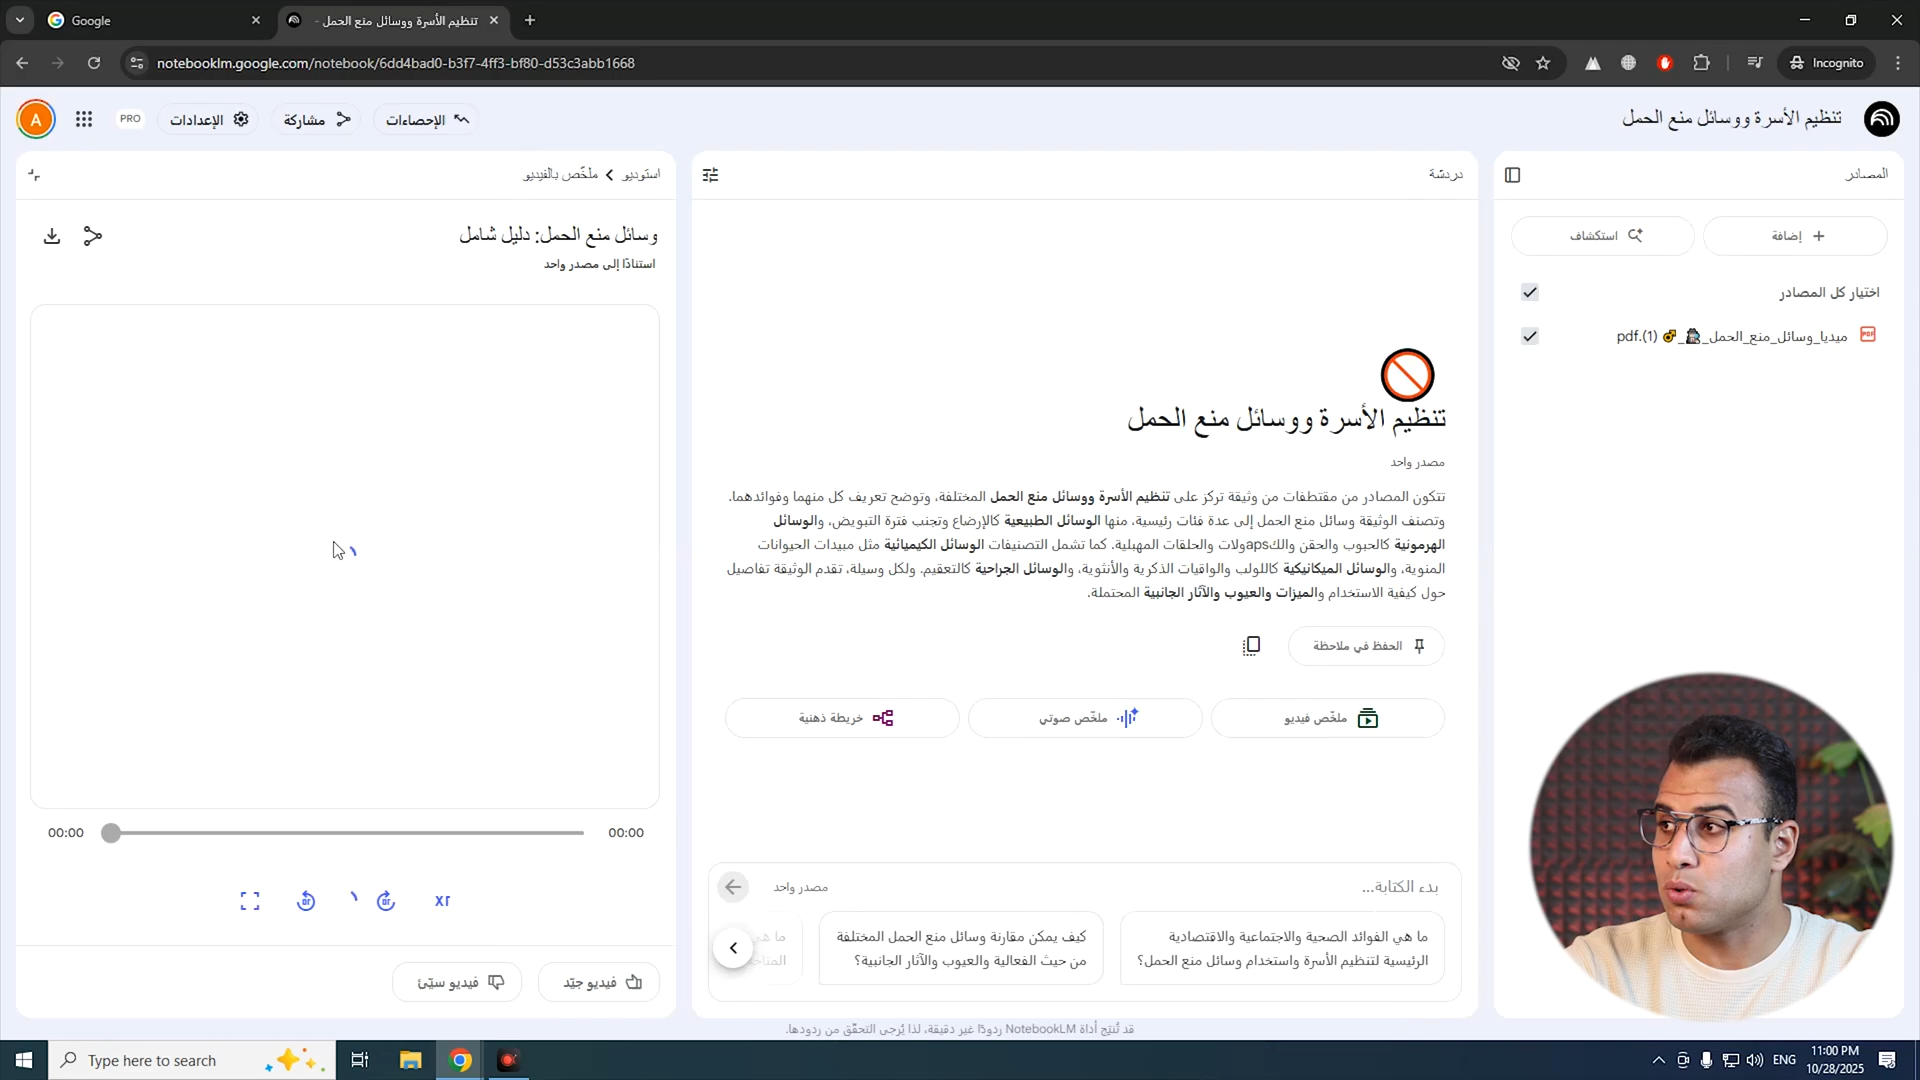 Google
تنظيم الأسرة ووسائل منع الحمل -
notebooklm.google.com/notebook/6dd4bad0-b3f7-4ff3-bf80-d53c3abb1668
Incognito
تنظيم الأسرة ووسائل منع الحمل
الإحصاءات
مشاركة
الإعدادات
PRO
A
المصادر
إضافة
استكشاف
اختيار كل المصادر
ميديا_وسائل_منع_الحمل_🕵_♂ (1).pdf
PDF
دردشة
تنظيم الأسرة ووسائل منع الحمل
مصدر واحد
تتكون المصادر من مقتطفات من وثيقة تركز على تنظيم الأسرة ووسائل منع الحمل المختلفة، وتوضح تعريف كل منهما وفوائدهما.
وتصنف الوثيقة وسائل منع الحمل إلى عدة فئات رئيسية، منها الوسائل الطبيعية كالإرضاع وتجنب فترة التبويض، والوسائل
الهرمونية كالحبوب والحقن والكapsولات والحلقات المهبلية. كما تشمل التصنيفات الوسائل الكيميائية مثل مبيدات الحيوانات
المنوية، والوسائل الميكانيكية كاللولب والواقيات الذكرية والأنثوية، والوسائل الجراحية كالتعقيم. ولكل وسيلة، تقدم الوثيقة تفاصيل
حول كيفية الاستخدام والميزات والعيوب والآثار الجانبية المحتملة.
الحفظ في ملاحظة
ملخّص فيديو
ملخّص صوتي
خريطة ذهنية
بدء الكتابة...
مصدر واحد
ما هي الفوائد الصحية والاجتماعية والاقتصادية
الرئيسية لتنظيم الأسرة واستخدام وسائل منع الحمل؟
كيف يمكن مقارنة وسائل منع الحمل المختلفة
من حيث الفعالية والعيوب والآثار الجانبية؟
ما هي
قد تُنتِج أداة NotebookLM ردودًا غير دقيقة، لذا يُرجى التحقّق من ردودها.
استوديو
ملخّص بالفيديو
وسائل منع الحمل: دليل شامل
استنادًا إلى مصدر واحد
00:00
00:00
10
10
X1
فيديو جيّد
فيديو سيّئ
Type here to search
ENG
11:00 PM
10/28/2025